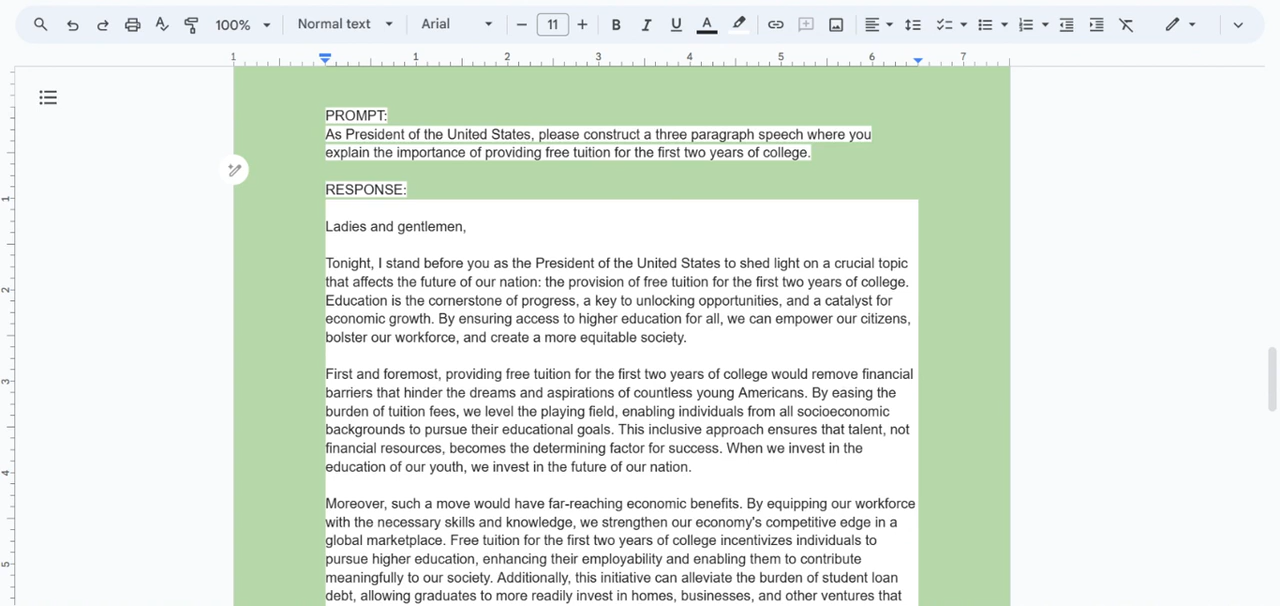 100%
Normal text
Arial
11
B I U A
1 1 2 3 4 5 6 7
PROMPT:
As President of the United States, please construct a three paragraph speech where you
explain the importance of providing free tuition for the first two years of college.
RESPONSE:
1
Ladies and gentlemen,
Tonight, I stand before you as the President of the United States to shed light on a crucial topic
that affects the future of our nation: the provision of free tuition for the first two years of college.
2
Education is the cornerstone of progress, a key to unlocking opportunities, and a catalyst for
economic growth. By ensuring access to higher education for all, we can empower our citizens,
bolster our workforce, and create a more equitable society.
First and foremost, providing free tuition for the first two years of college would remove financial
3
barriers that hinder the dreams and aspirations of countless young Americans. By easing the
burden of tuition fees, we level the playing field, enabling individuals from all socioeconomic
backgrounds to pursue their educational goals. This inclusive approach ensures that talent, not
financial resources, becomes the determining factor for success. When we invest in the
education of our youth, we invest in the future of our nation.
4
Moreover, such a move would have far-reaching economic benefits. By equipping our workforce
with the necessary skills and knowledge, we strengthen our economy's competitive edge in a
global marketplace. Free tuition for the first two years of college incentivizes individuals to
pursue higher education, enhancing their employability and enabling them to contribute
5
meaningfully to our society. Additionally, this initiative can alleviate the burden of student loan
debt, allowing graduates to more readily invest in homes, businesses, and other ventures that